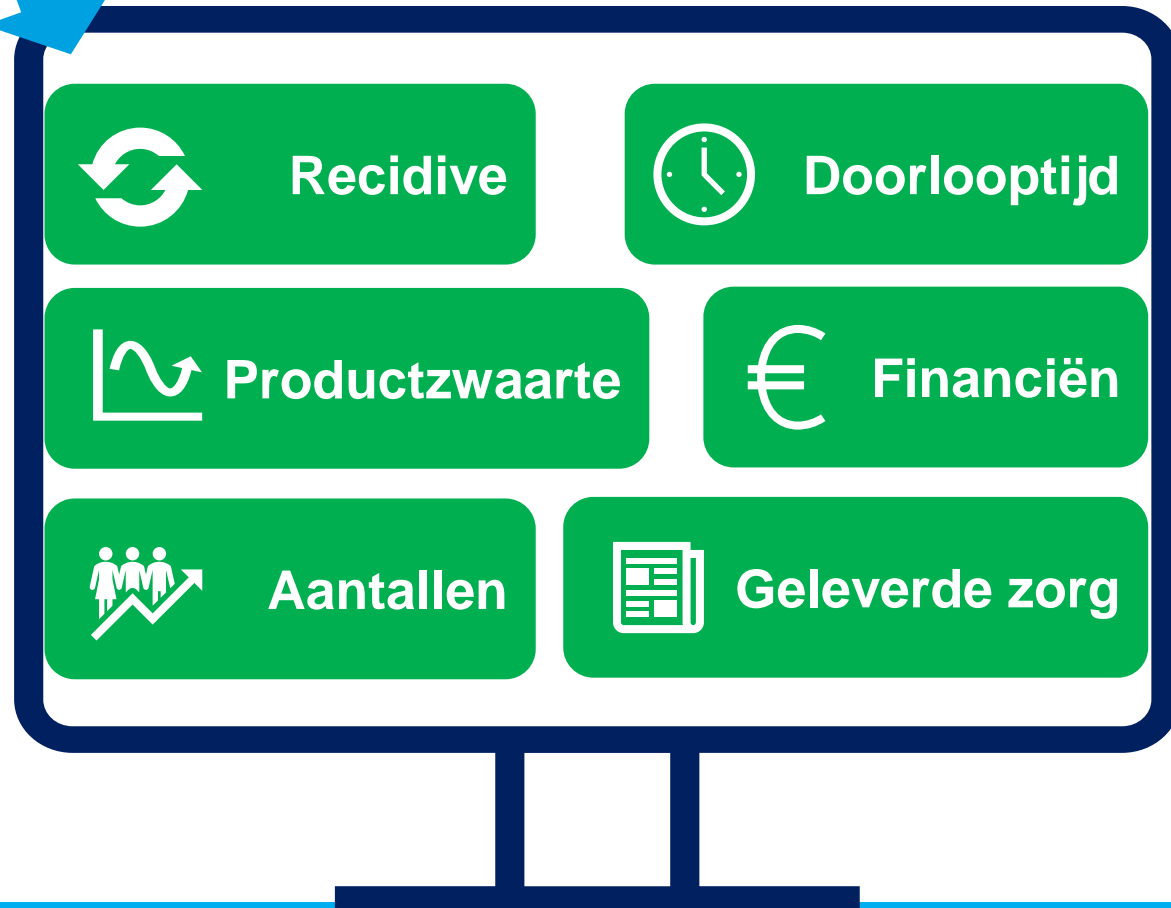 Recidive
Doorlooptijd
Productzwaarte
Financiën
Aantallen
Geleverde zorg